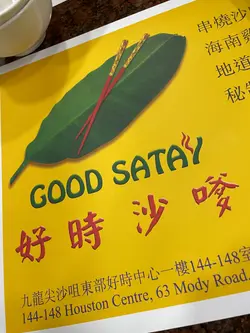 串燒沙
海南雞
地道
秘
GOOD SATAY
好時沙嗲
九龍尖沙咀東部好時中心一樓144-148室
144-148 Houston Centre, 63 Mody Road,